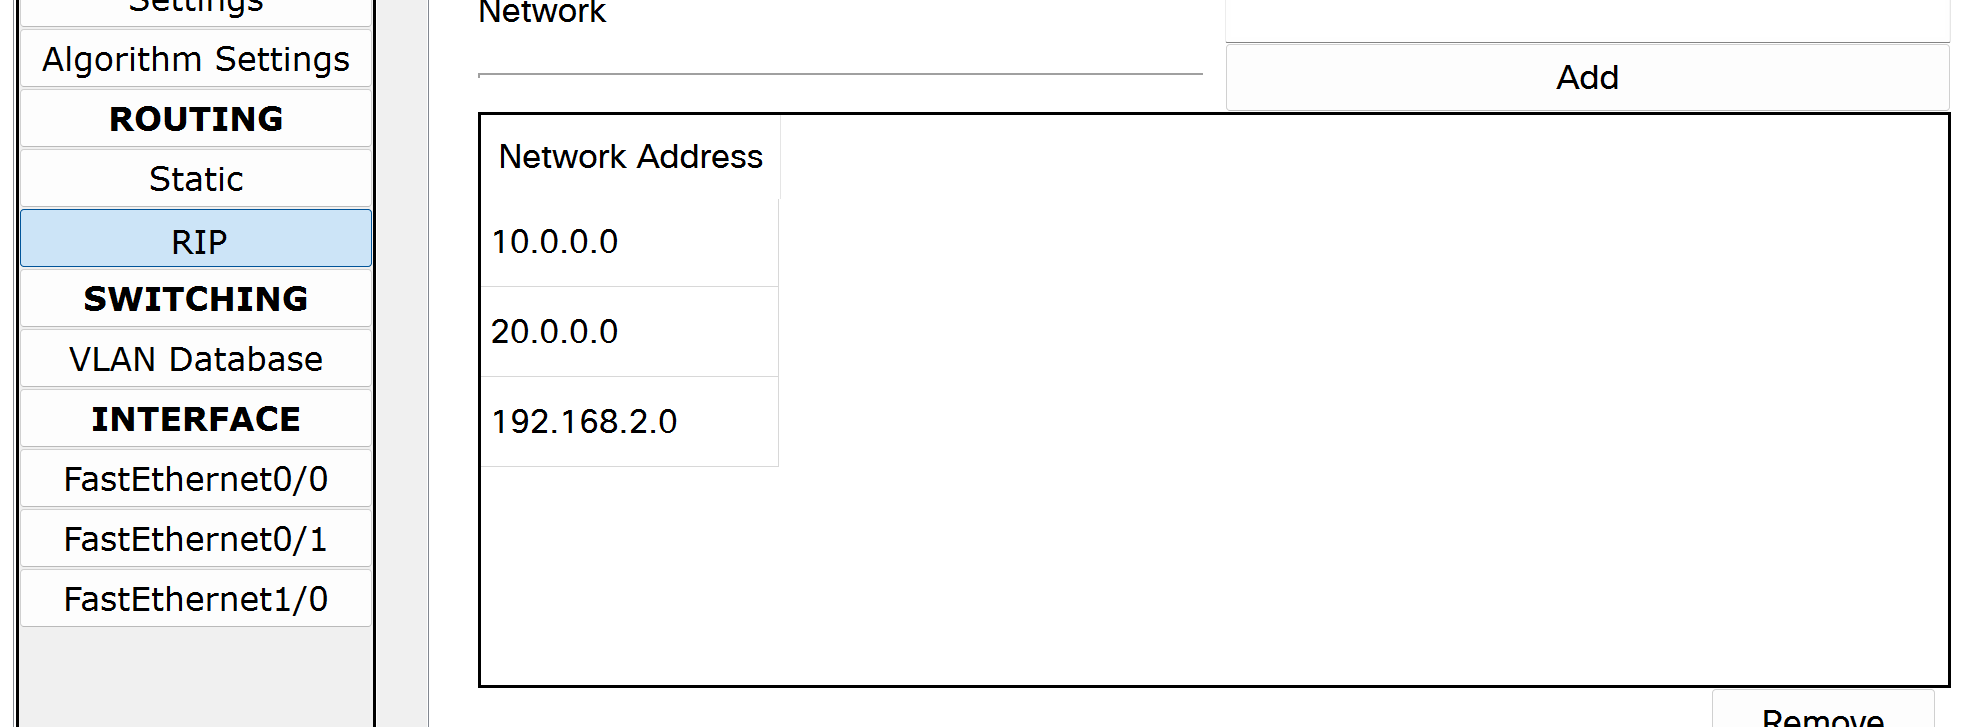 Settings
Algorithm Settings
ROUTING
Static
RIP
SWITCHING
VLAN Database
INTERFACE
FastEthernet0/0
FastEthernet0/1
FastEthernet1/0
Network
Add
Network Address
10.0.0.0
20.0.0.0
192.168.2.0
Remove